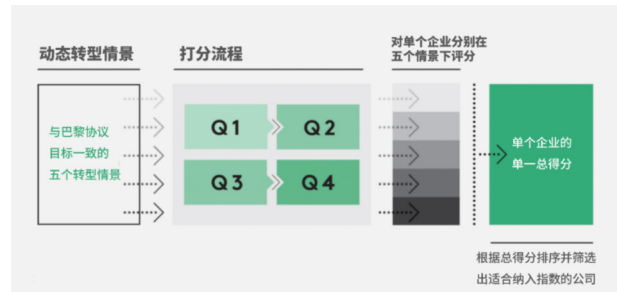 动态转型情景
打分流程
对单个企业分别在
五个情景下评分
与巴黎协议
目标一致的
五个转型情景
Q1
Q2
Q3
Q4
单个企业的
单一总得分
根据总得分排序并筛选
出适合纳入指数的公司